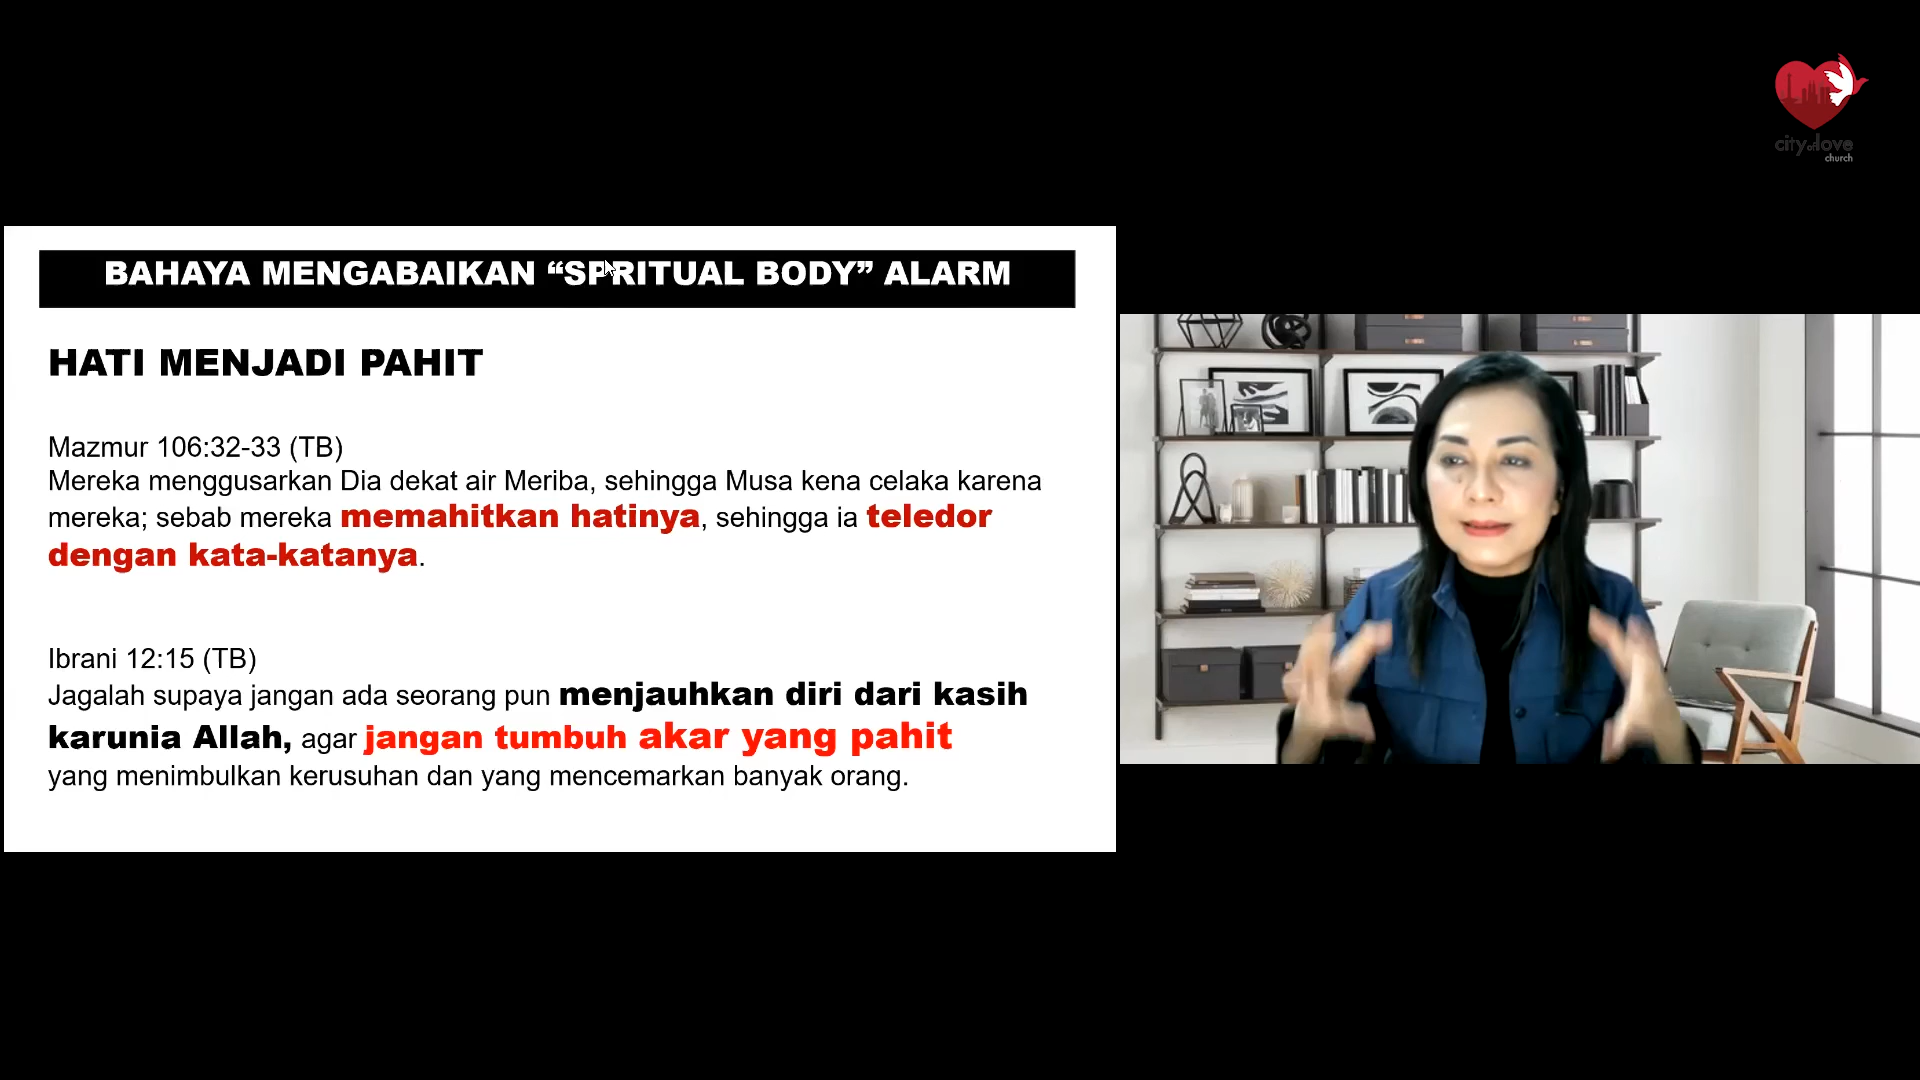 city of love
church
BAHAYA MENGABAIKAN “SPRITUAL BODY” ALARM
HATI MENJADI PAHIT
Mazmur 106:32-33 (TB)
Mereka menggusarkan Dia dekat air Meriba, sehingga Musa kena celaka karena
mereka; sebab mereka memahitkan hatinya, sehingga ia teledor
dengan kata-katanya.
Ibrani 12:15 (TB)
Jagalah supaya jangan ada seorang pun menjauhkan diri dari kasih
karunia Allah, agar jangan tumbuh akar yang pahit
yang menimbulkan kerusuhan dan yang mencemarkan banyak orang.